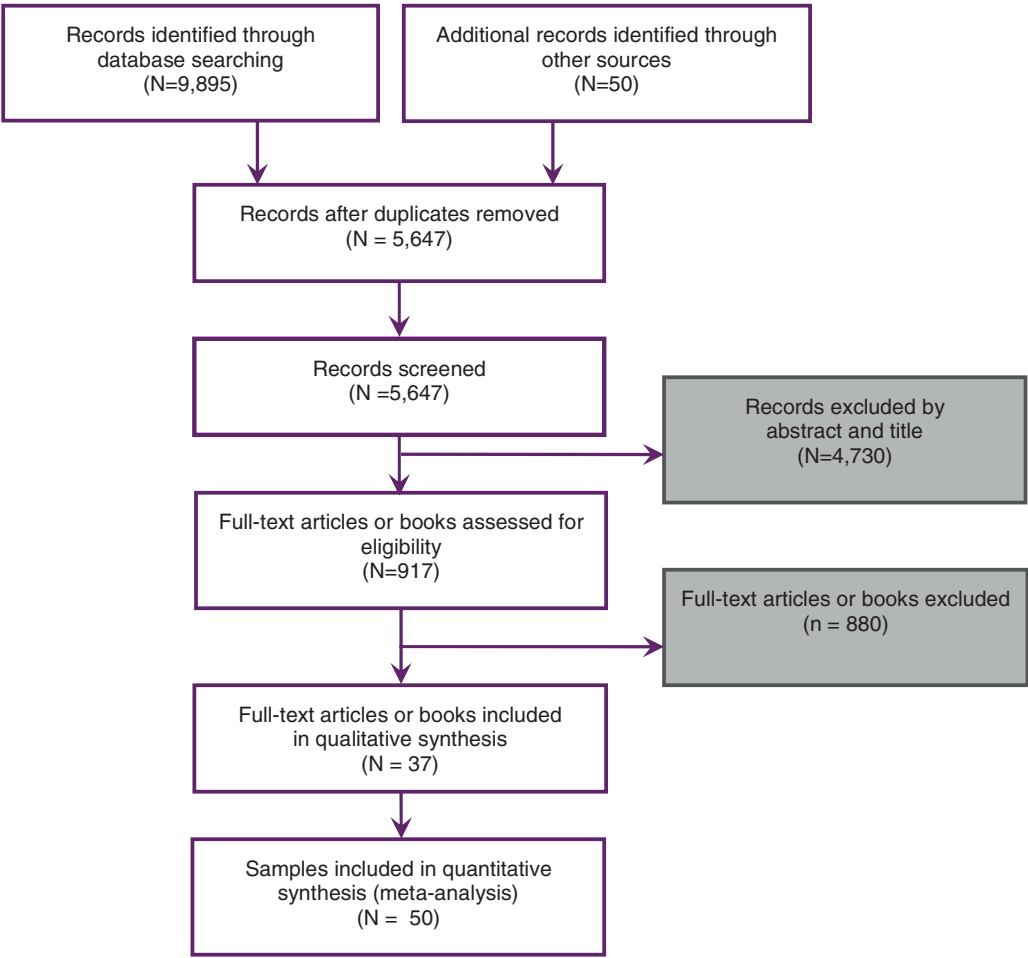 Records identified through
database searching
(N=9,895)
Additional records identified through
other sources
(N=50)
Records after duplicates removed
(N = 5,647)
Records screened
(N =5,647)
Records excluded by
abstract and title
(N=4,730)
Full-text articles or books assessed for
eligibility
(N=917)
Full-text articles or books excluded
(n = 880)
Full-text articles or books included
in qualitative synthesis
(N = 37)
Samples included in quantitative
synthesis (meta-analysis)
(N =  50)